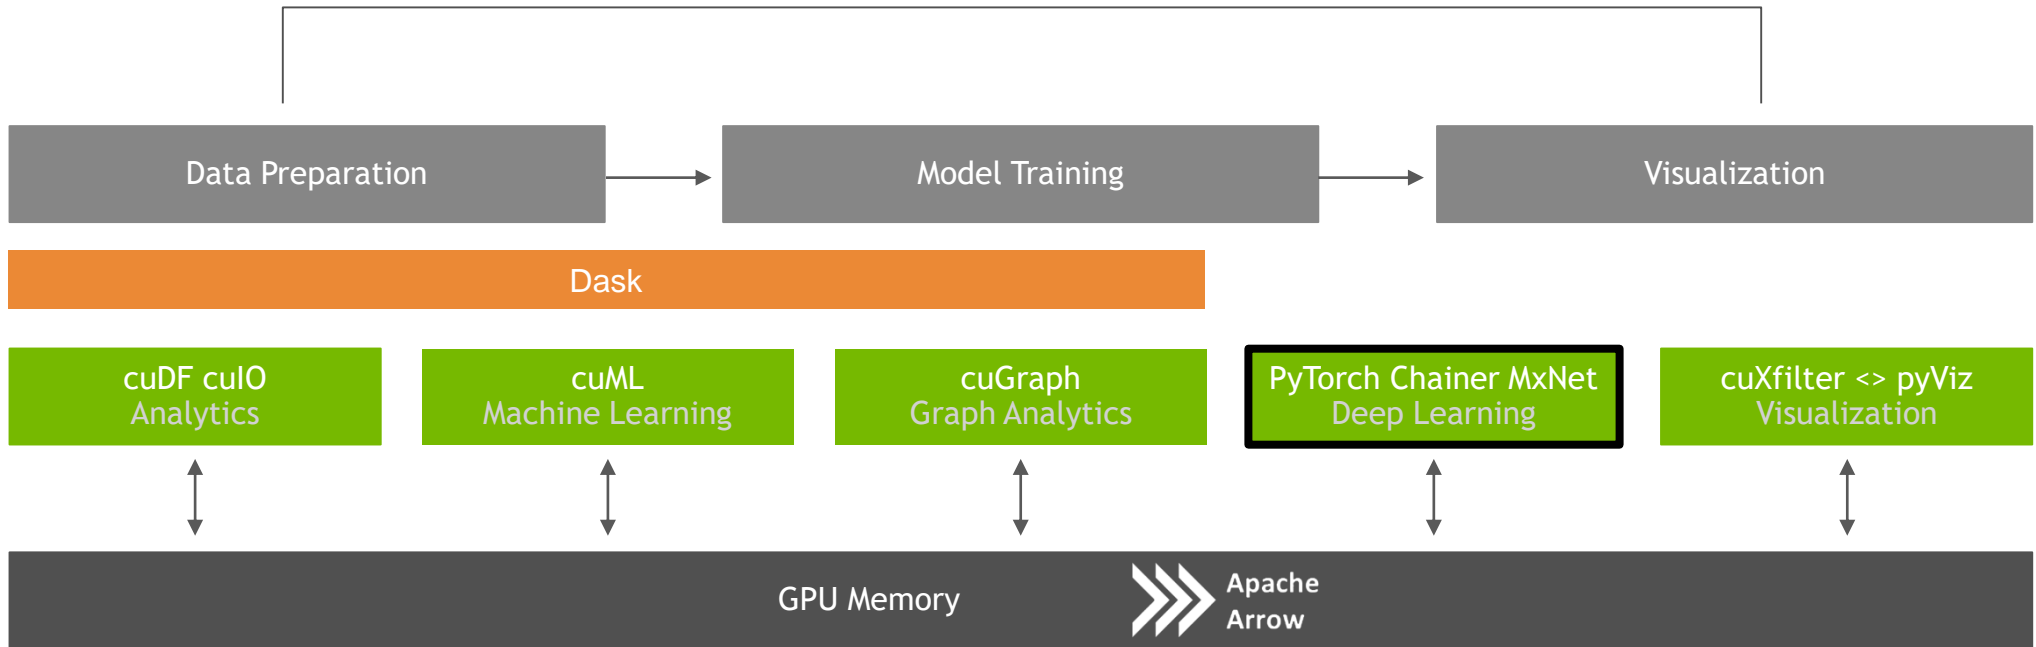 Data Preparation
Model Training
Visualization
Dask
cuDF cuIO
Analytics
cuML
Machine Learning
cuGraph
Graph Analytics
PyTorch Chainer MxNet
Deep Learning
cuXfilter <> pyViz
Visualization
GPU Memory
Apache
Arrow